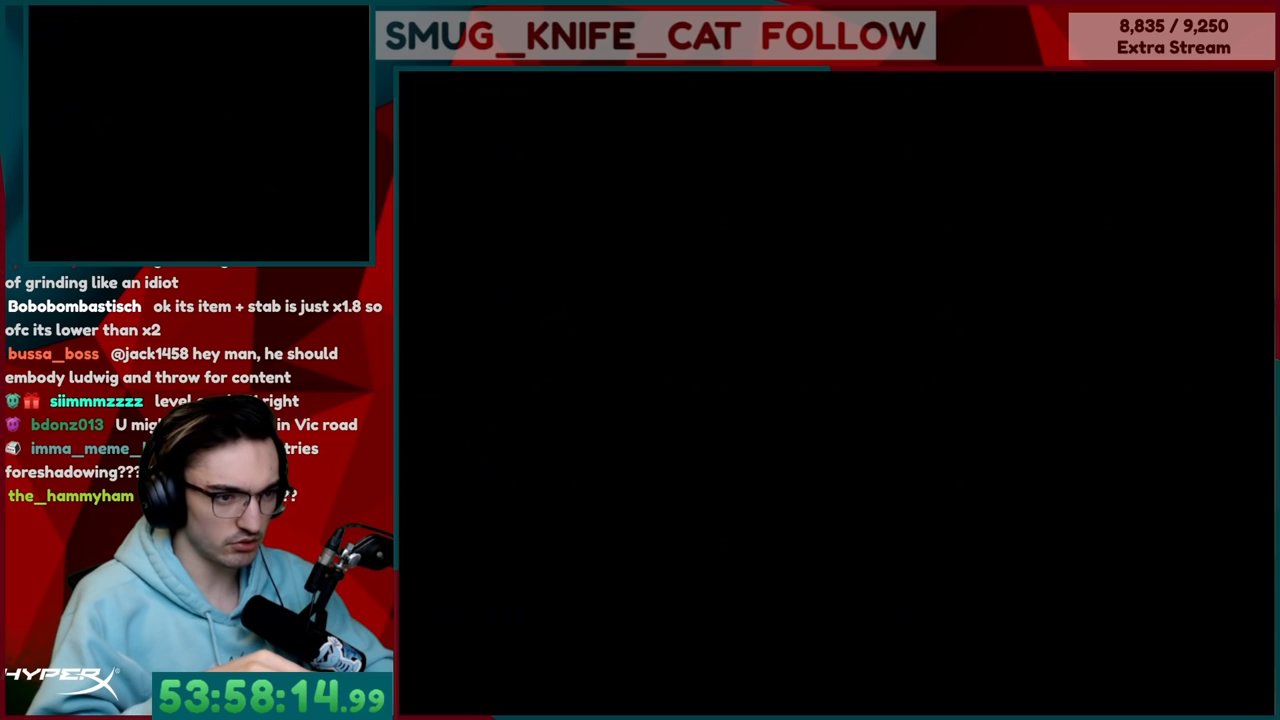 SMUG_KNIFE_CAT FOLLOW
8,835 / 9,250
Extra Stream
of grinding like an idiot
Bobobombastisch ok its item + stab is just x1.8 so
ofc its lower than x2
bussa_boss @jack1458 hey man, he should
embody ludwig and throw for content
siimmmzzzz level right
bdonz013 U in Vic road
imma_meme_ tries
foreshadowing???
the_hammyham ??
HYPERX
53:58:14.99